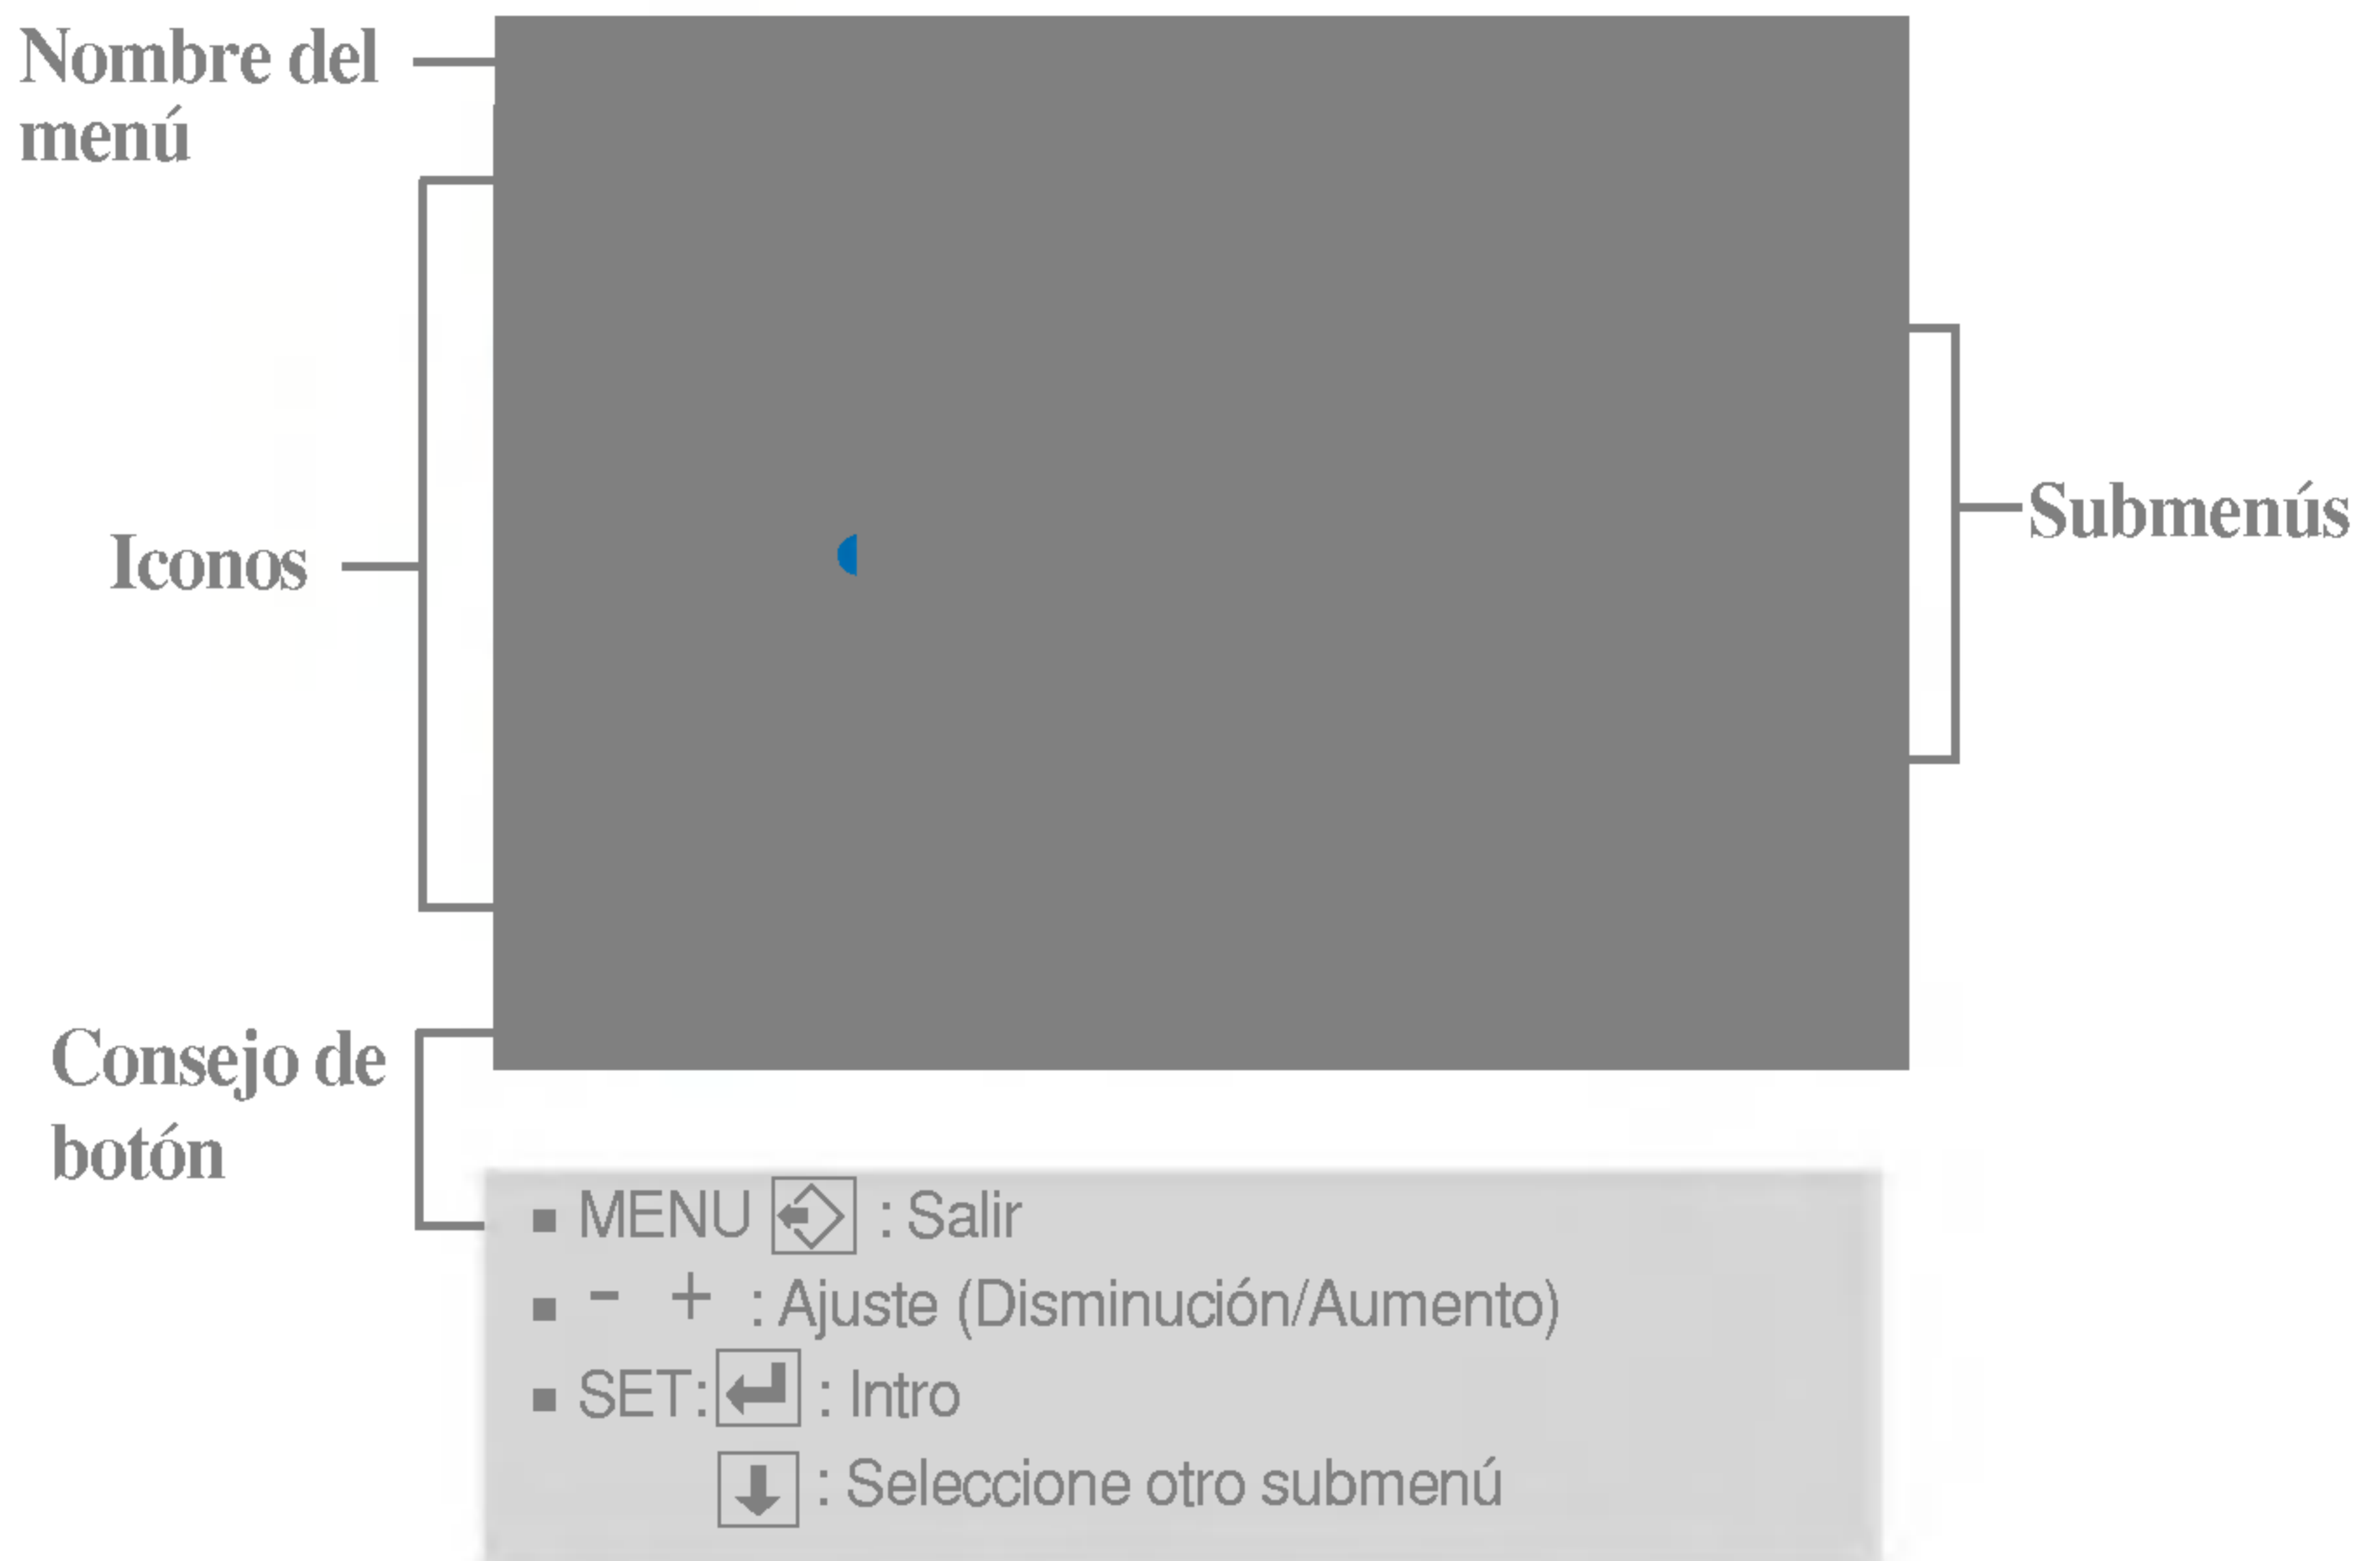 Nombre del
menú
Iconos
Submenús
Consejo de
botón
■ MENU : Salir
■ - + : Ajuste (Disminución/Aumento)
■ SET: : Intro
: Seleccione otro submenú